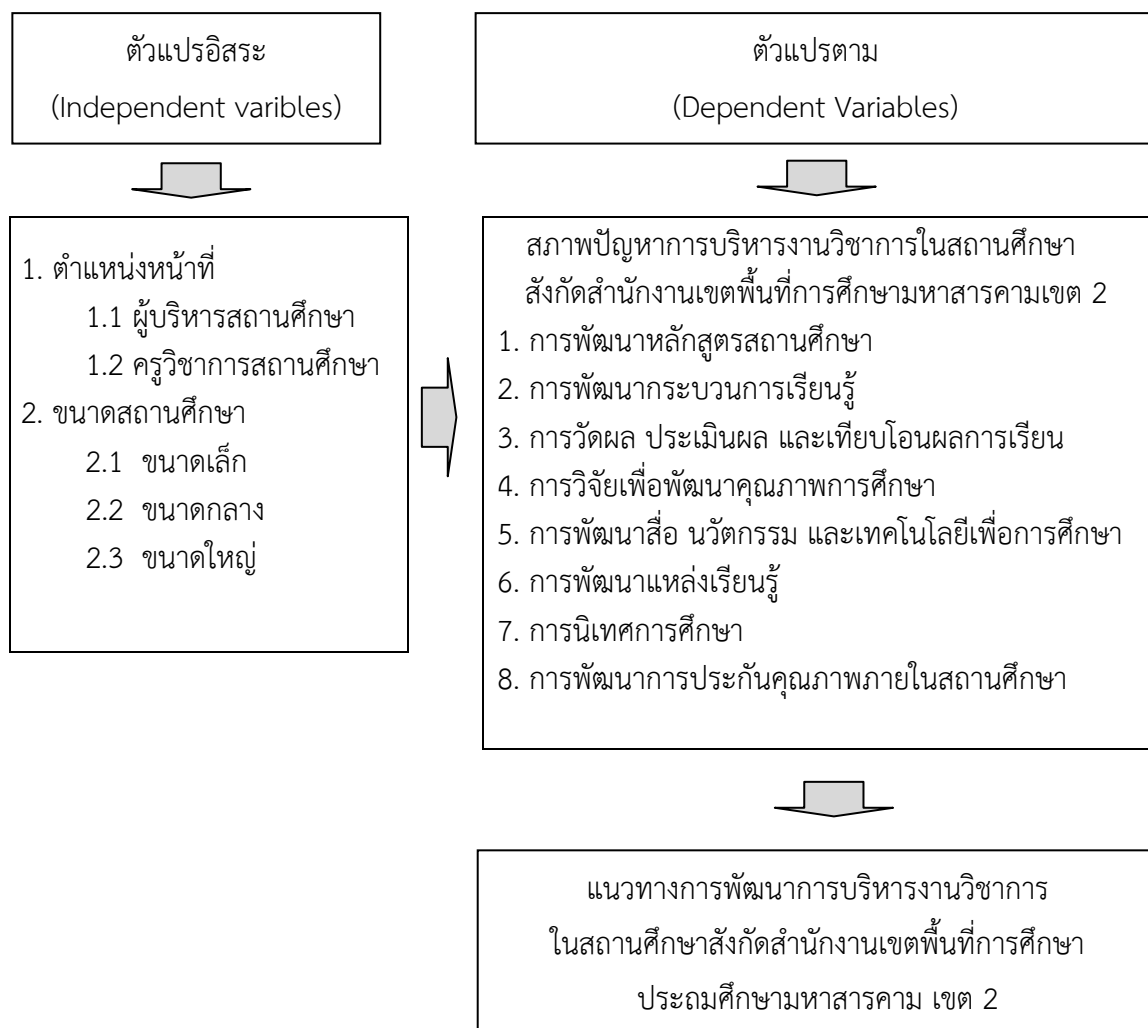 ตัวแปรอิสระ
(Independent varibles)
ตัวแปรตาม
(Dependent Variables)
1. ตำแหน่งหน้าที่
1.1 ผู้บริหารสถานศึกษา
1.2 ครูวิชาการสถานศึกษา
2. ขนาดสถานศึกษา
2.1 ขนาดเล็ก
2.2 ขนาดกลาง
2.3 ขนาดใหญ่
สภาพปัญหาการบริหารงานวิชาการในสถานศึกษา
สังกัดสำนักงานเขตพื้นที่การศึกษามหาสารคามเขต 2
1. การพัฒนาหลักสูตรสถานศึกษา
2. การพัฒนากระบวนการเรียนรู้
3. การวัดผล ประเมินผล และเทียบโอนผลการเรียน
4. การวิจัยเพื่อพัฒนาคุณภาพการศึกษา
5. การพัฒนาสื่อ นวัตกรรม และเทคโนโลยีเพื่อการศึกษา
6. การพัฒนาแหล่งเรียนรู้
7. การนิเทศการศึกษา
8. การพัฒนาการประกันคุณภาพภายในสถานศึกษา
แนวทางการพัฒนาการบริหารงานวิชาการ
ในสถานศึกษาสังกัดสำนักงานเขตพื้นที่การศึกษา
ประถมศึกษามหาสารคาม เขต 2